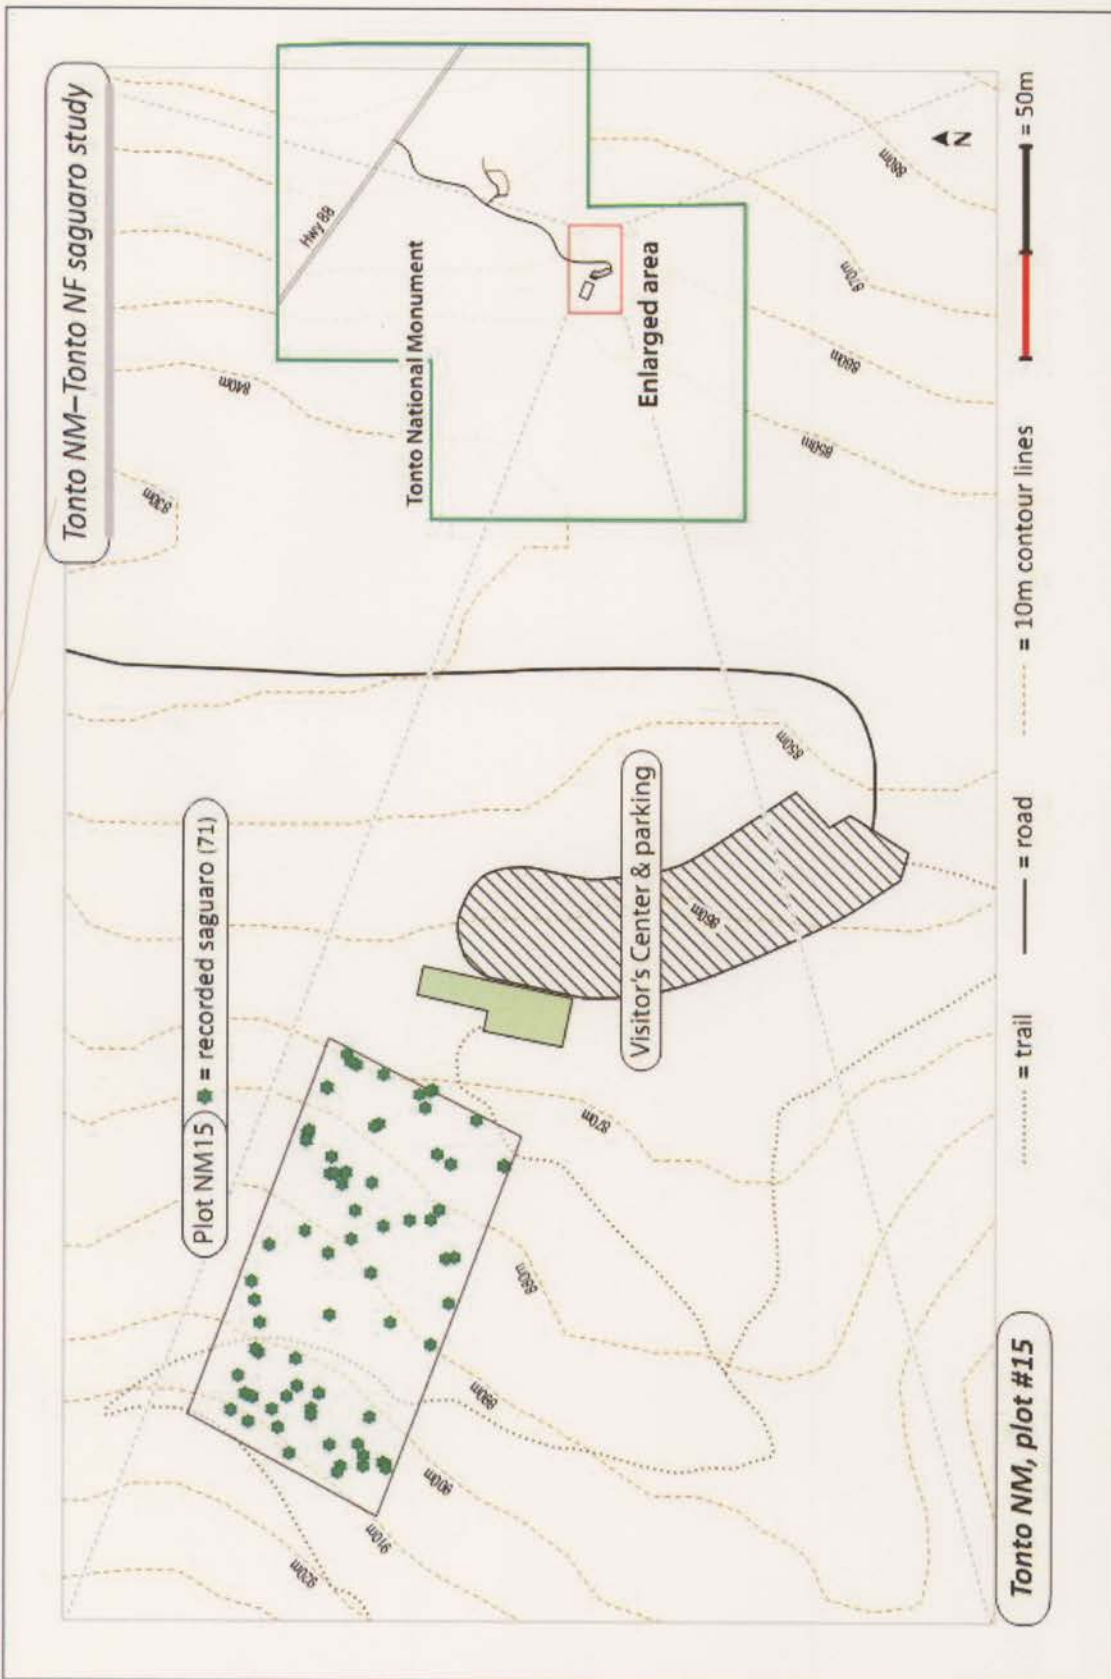 Tonto NM–Tonto NF saguaro study
Plot NM15
= recorded saguaro (71)
Hwy 88
Tonto National Monument
Enlarged area
Visitor's Center & parking
830m
840m
850m
860m
870m
880m
850m
860m
870m
880m
890m
900m
910m
920m
N
Tonto NM, plot #15
= trail
= road
= 10m contour lines
= 50m